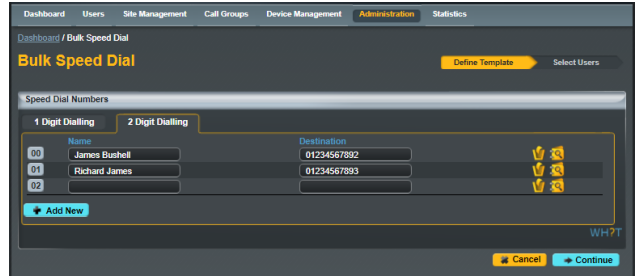 Dashboard Users Site Management Call Groups Device Management Administration Statistics
Dashboard / Bulk Speed Dial
Bulk Speed Dial
Define Template Select Users
Speed Dial Numbers
1 Digit Dialling 2 Digit Dialling
Name Destination
00 James Bushell 01234567892
01 Richard James 01234567893
02
Add New
WH?T
Cancel Continue